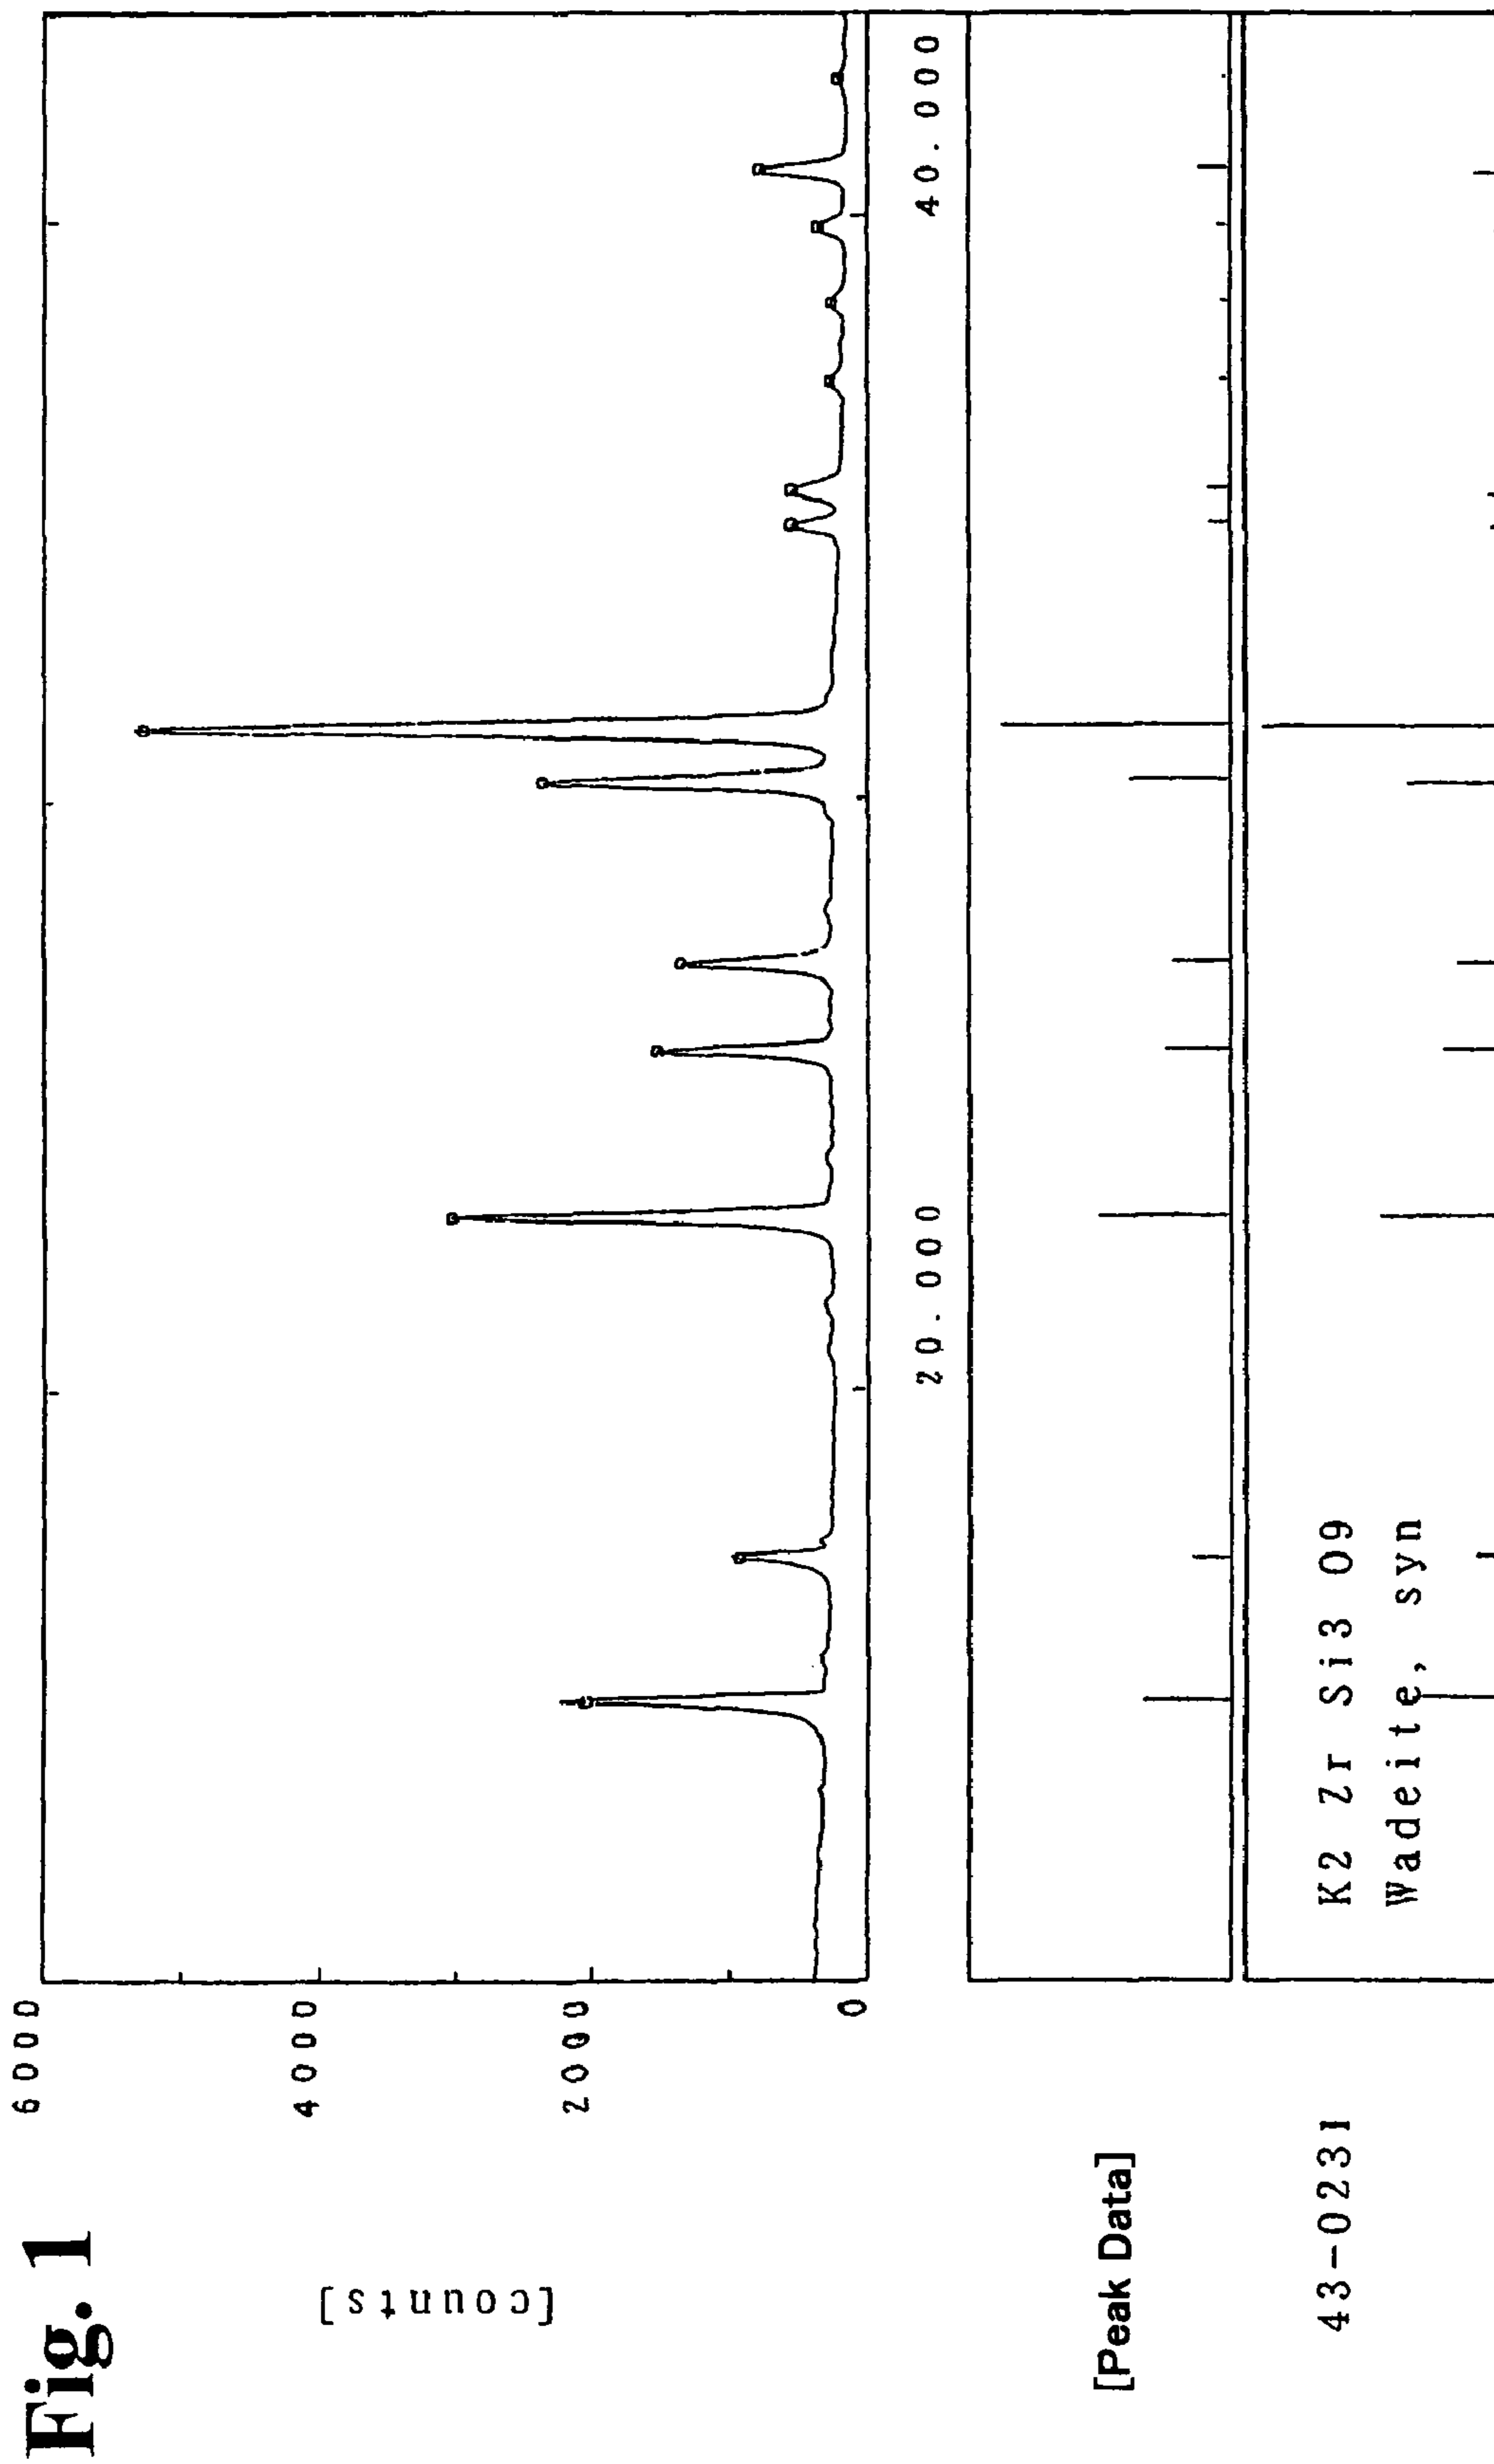 Fig. 1
6000
4000
[counts]
2000
0
20.000
40.000
[Peak Data]
43-0231
K2 Zr Si3 O9
Wadeite, syn